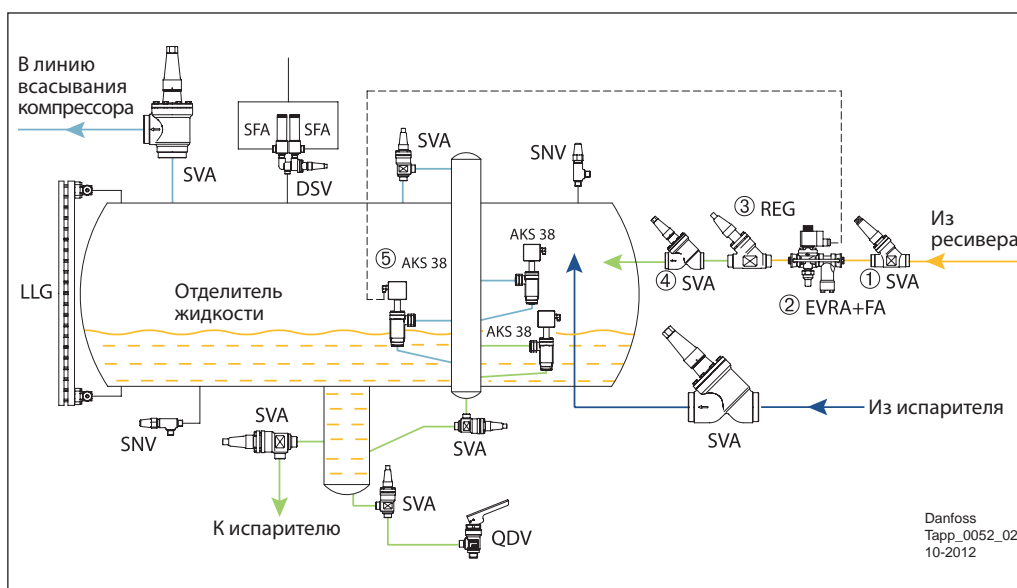 В линию
всасывания
компрессора
SVA
SFA
SFA
DSV
SVA
SNV
③ REG
Из
ресивера
① SVA
② EVRA+FA
④ SVA
⑤ AKS 38
AKS 38
AKS 38
LLG
Отделитель
жидкости
Из испарителя
SVA
SNV
SVA
SVA
SVA
К испарителю
QDV
Danfoss
Tapp_0052_02
10-2012